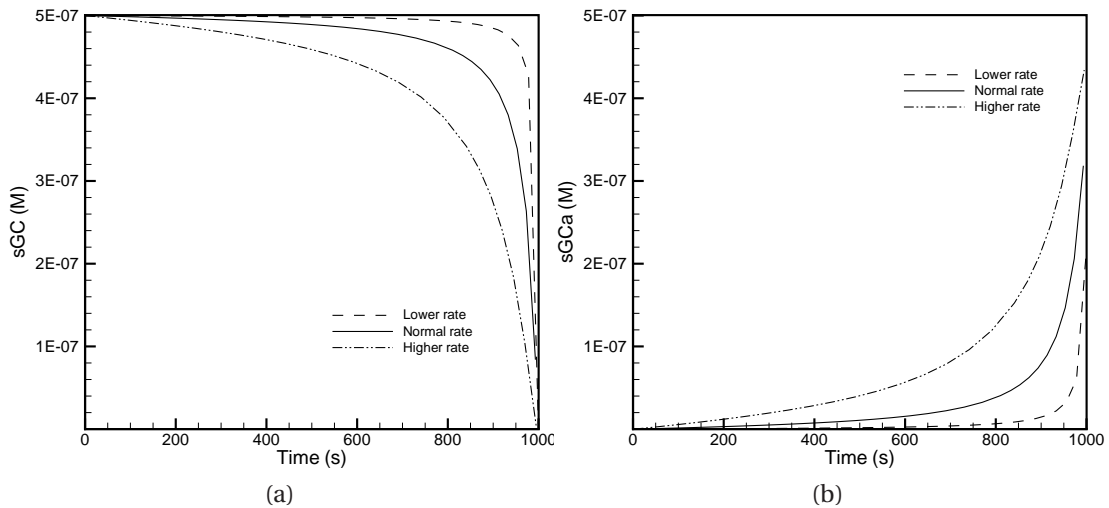 5E-07
4E-07
3E-07
2E-07
1E-07
sGC (M)
Lower rate
Normal rate
Higher rate
0 200 400 600 800 1000
Time (s)
(a)
5E-07
4E-07
3E-07
2E-07
1E-07
sGCa (M)
Lower rate
Normal rate
Higher rate
0 200 400 600 800 1000
Time (s)
(b)